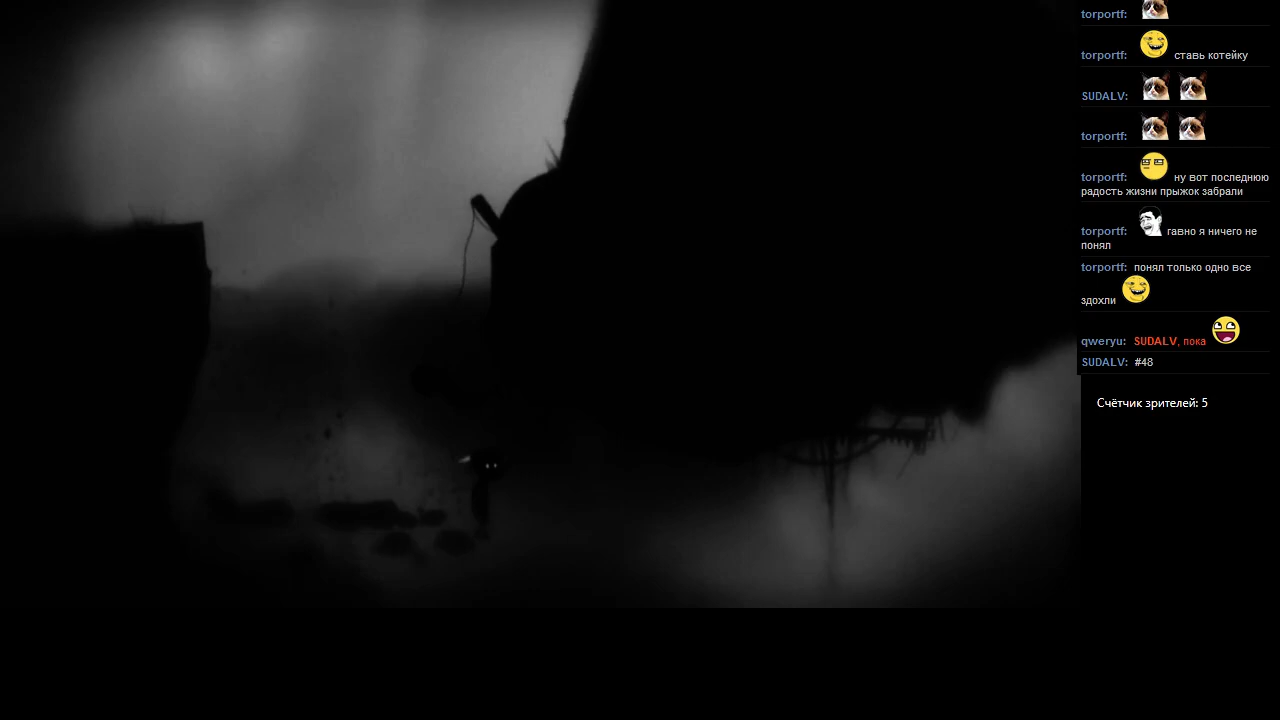 torportf:
torportf: ставь котейку
SUDALV:
torportf:
torportf: ну вот последнюю
радость жизни прыжок забрали
torportf: гавно я ничего не
понял
torportf: понял только одно все
здохли
qweryu: SUDALV, пока
SUDALV: #48
Счётчик зрителей: 5